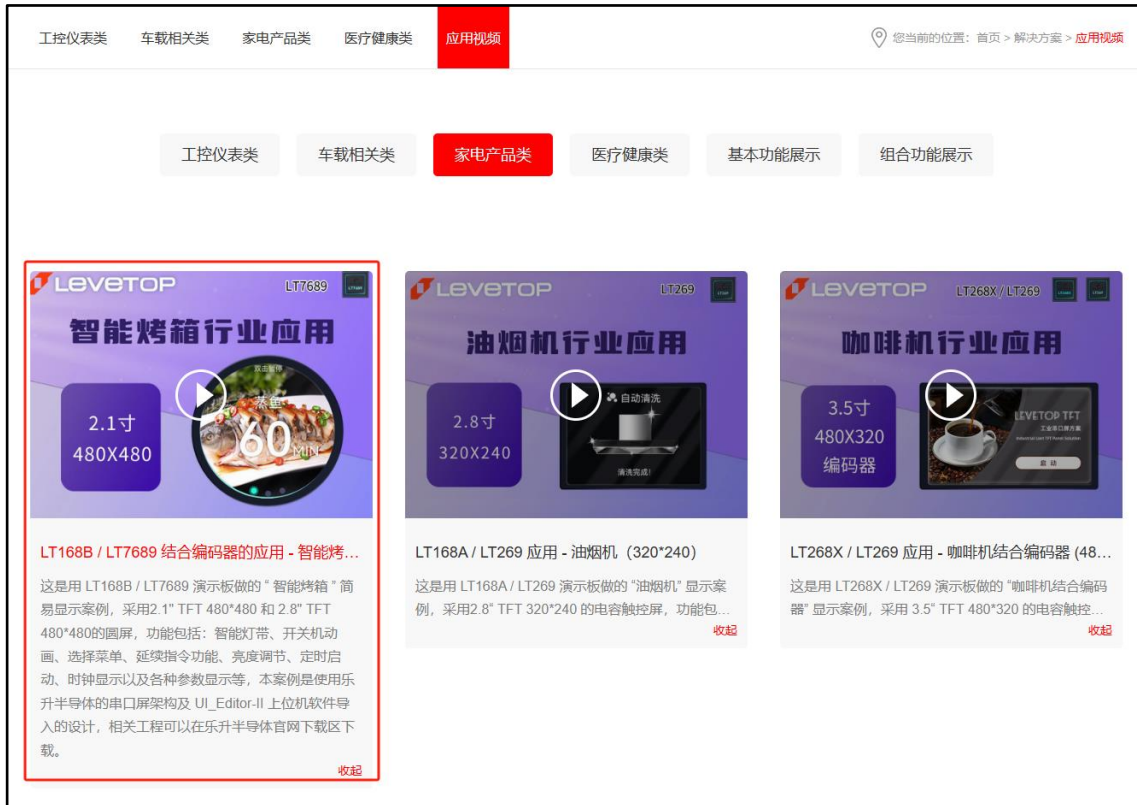 工控仪表类 车载相关类 家电产品类 医疗健康类 应用视频 您当前的位置：首页 > 解决方案 > 应用视频
工控仪表类 车载相关类 家电产品类 医疗健康类 基本功能展示 组合功能展示
LEVETOP LT7689
智能烤箱行业应用
双击暂停
蒸鱼
60 MIN
2.1寸
480X480
LT168B / LT7689 结合编码器的应用 - 智能烤...
这是用 LT168B / LT7689 演示板做的 “ 智能烤箱 ” 简
易显示案例，采用2.1" TFT 480*480 和 2.8" TFT
480*480的圆屏，功能包括：智能灯带、开关机动
画、选择菜单、延续指令功能、亮度调节、定时启
动、时钟显示以及各种参数显示等，本案例是使用乐
升半导体的串口屏架构及 UI_Editor-II 上位机软件导
入的设计，相关工程可以在乐升半导体官网下载区下
载。
收起
LEVETOP LT269
油烟机行业应用
2.8寸
320X240
自动清洗
清洗完成!
LT168A / LT269 应用 - 油烟机（320*240）
这是用 LT168A / LT269 演示板做的 “油烟机” 显示案
例，采用2.8" TFT 320*240 的电容触控屏，功能包...
收起
LEVETOP LT268X/LT269
咖啡机行业应用
3.5寸
480X320
编码器
LEVETOP TFT
工业串口屏方案
启 动
LT268X / LT269 应用 - 咖啡机结合编码器 (48...
这是用 LT268X / LT269 演示板做的 “咖啡机结合编码
器” 显示案例，采用 3.5" TFT 480*320 的电容触控...
收起